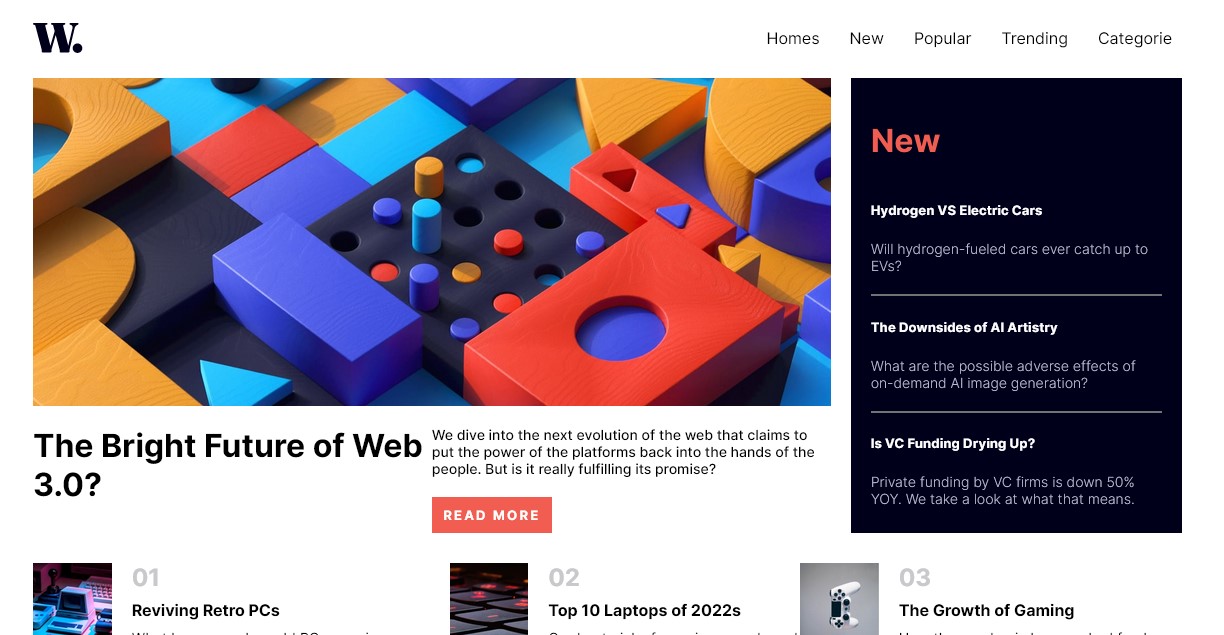 W.
Homes
New
Popular
Trending
Categorie
New
Hydrogen VS Electric Cars
Will hydrogen-fueled cars ever catch up to
EVs?
The Downsides of AI Artistry
What are the possible adverse effects of
on-demand AI image generation?
Is VC Funding Drying Up?
Private funding by VC firms is down 50%
YOY. We take a look at what that means.
The Bright Future of Web
3.0?
We dive into the next evolution of the web that claims to
put the power of the platforms back into the hands of the
people. But is it really fulfilling its promise?
READ MORE
01
Reviving Retro PCs
02
Top 10 Laptops of 2022s
03
The Growth of Gaming